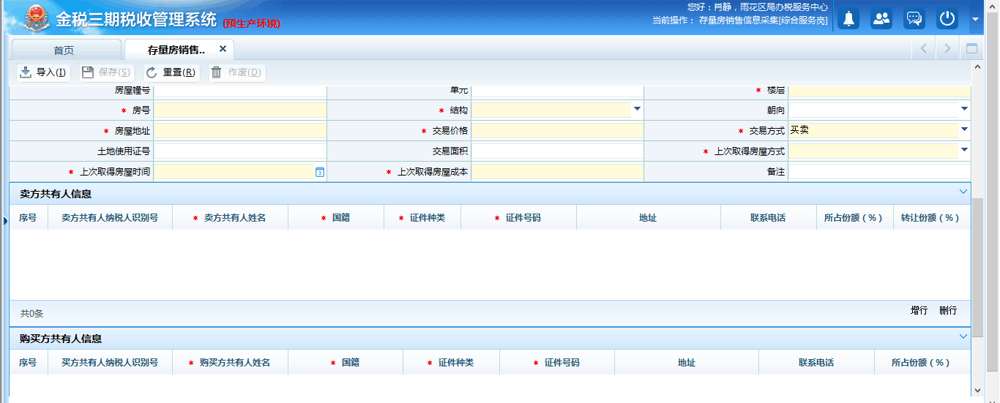 您好：肖静，雨花区局办税服务中心
金税三期税收管理系统 (预生产环境)
当前操作： 存量房销售信息采集[综合服务岗]
首页 存量房销售..
导入(I) 保存(S) 重置(R) 作废(D)
房屋幢号 单元 * 楼层
* 房号 * 结构 朝向
* 房屋地址 * 交易价格 * 交易方式 买卖
土地使用证号 交易面积 * 上次取得房屋方式
* 上次取得房屋时间 * 上次取得房屋成本 备注
卖方共有人信息
序号 卖方共有人纳税人识别号 * 卖方共有人姓名 * 国籍 * 证件种类 * 证件号码 地址 联系电话 所占份额（%） 转让份额（%）
共0条 增行 删行
购买方共有人信息
序号 买方共有人纳税人识别号 * 购买方共有人姓名 * 国籍 * 证件种类 * 证件号码 地址 联系电话 所占份额（%）